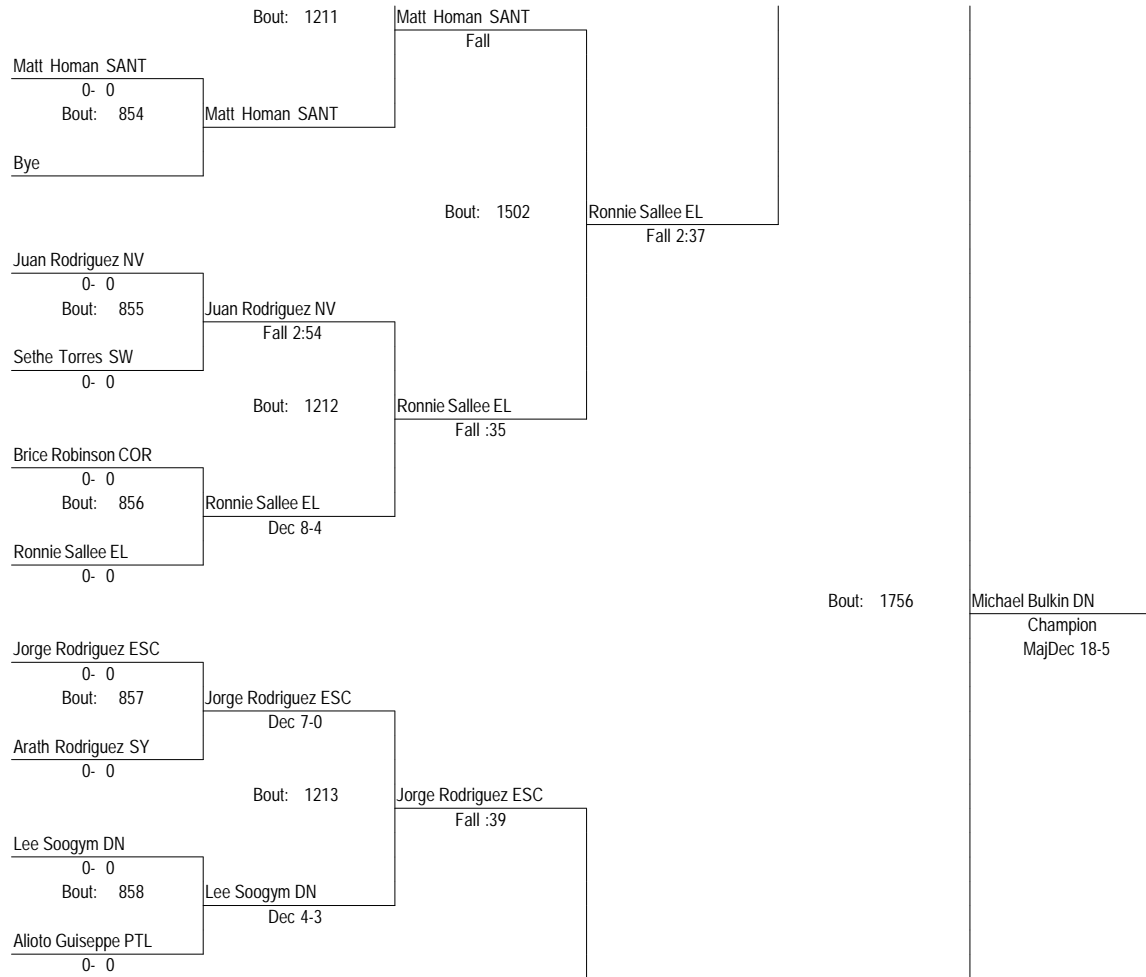 Bout: 1211 Matt Homan SANT
Fall
Matt Homan SANT
0- 0
Bout: 854 Matt Homan SANT
Bye
Bout: 1502 Ronnie Sallee EL
Fall 2:37
Juan Rodriguez NV
0- 0
Bout: 855 Juan Rodriguez NV
Fall 2:54
Sethe Torres SW
0- 0
Bout: 1212 Ronnie Sallee EL
Fall :35
Brice Robinson COR
0- 0
Bout: 856 Ronnie Sallee EL
Dec 8-4
Ronnie Sallee EL
0- 0
Bout: 1756 Michael Bulkin DN
Champion
MajDec 18-5
Jorge Rodriguez ESC
0- 0
Bout: 857 Jorge Rodriguez ESC
Dec 7-0
Arath Rodriguez SY
0- 0
Bout: 1213 Jorge Rodriguez ESC
Fall :39
Lee Soogym DN
0- 0
Bout: 858 Lee Soogym DN
Dec 4-3
Alioto Guiseppe PTL
0- 0